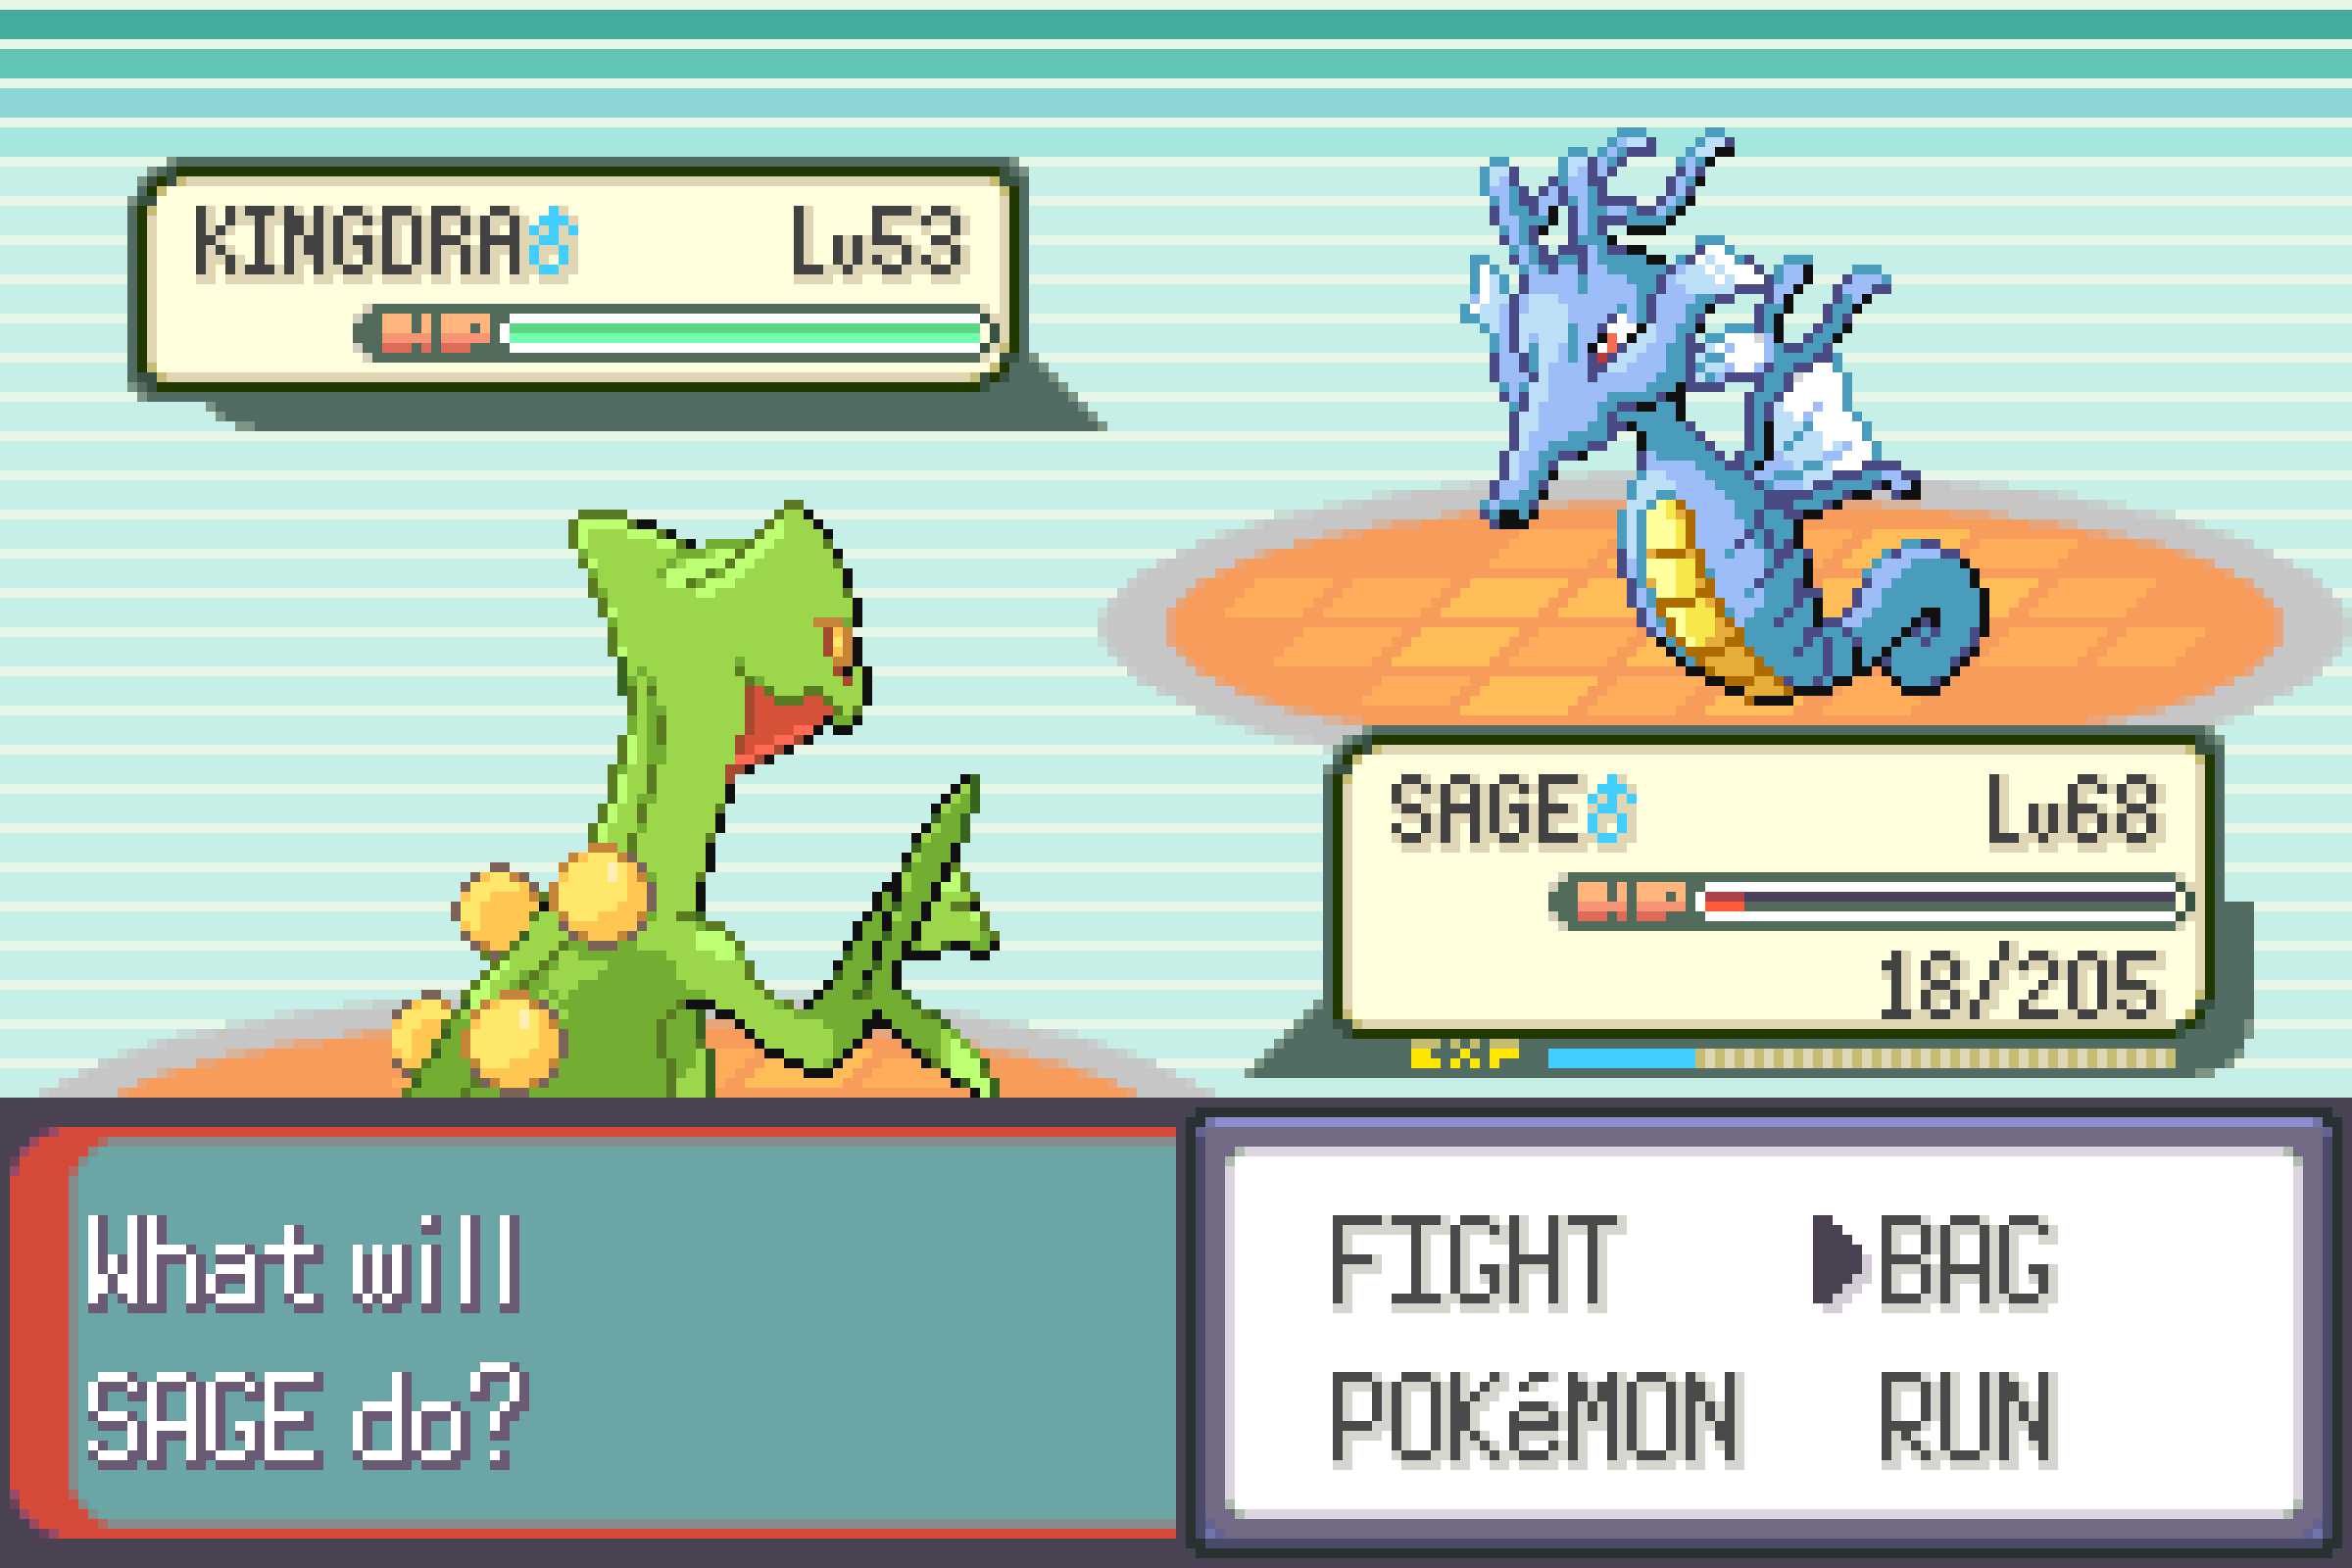 KINGDRA♂ Lv53
HP
SAGE♂ Lv68
HP
18/205
EXP
What will
SAGE do?
FIGHT ▶BAG
POKéMON RUN